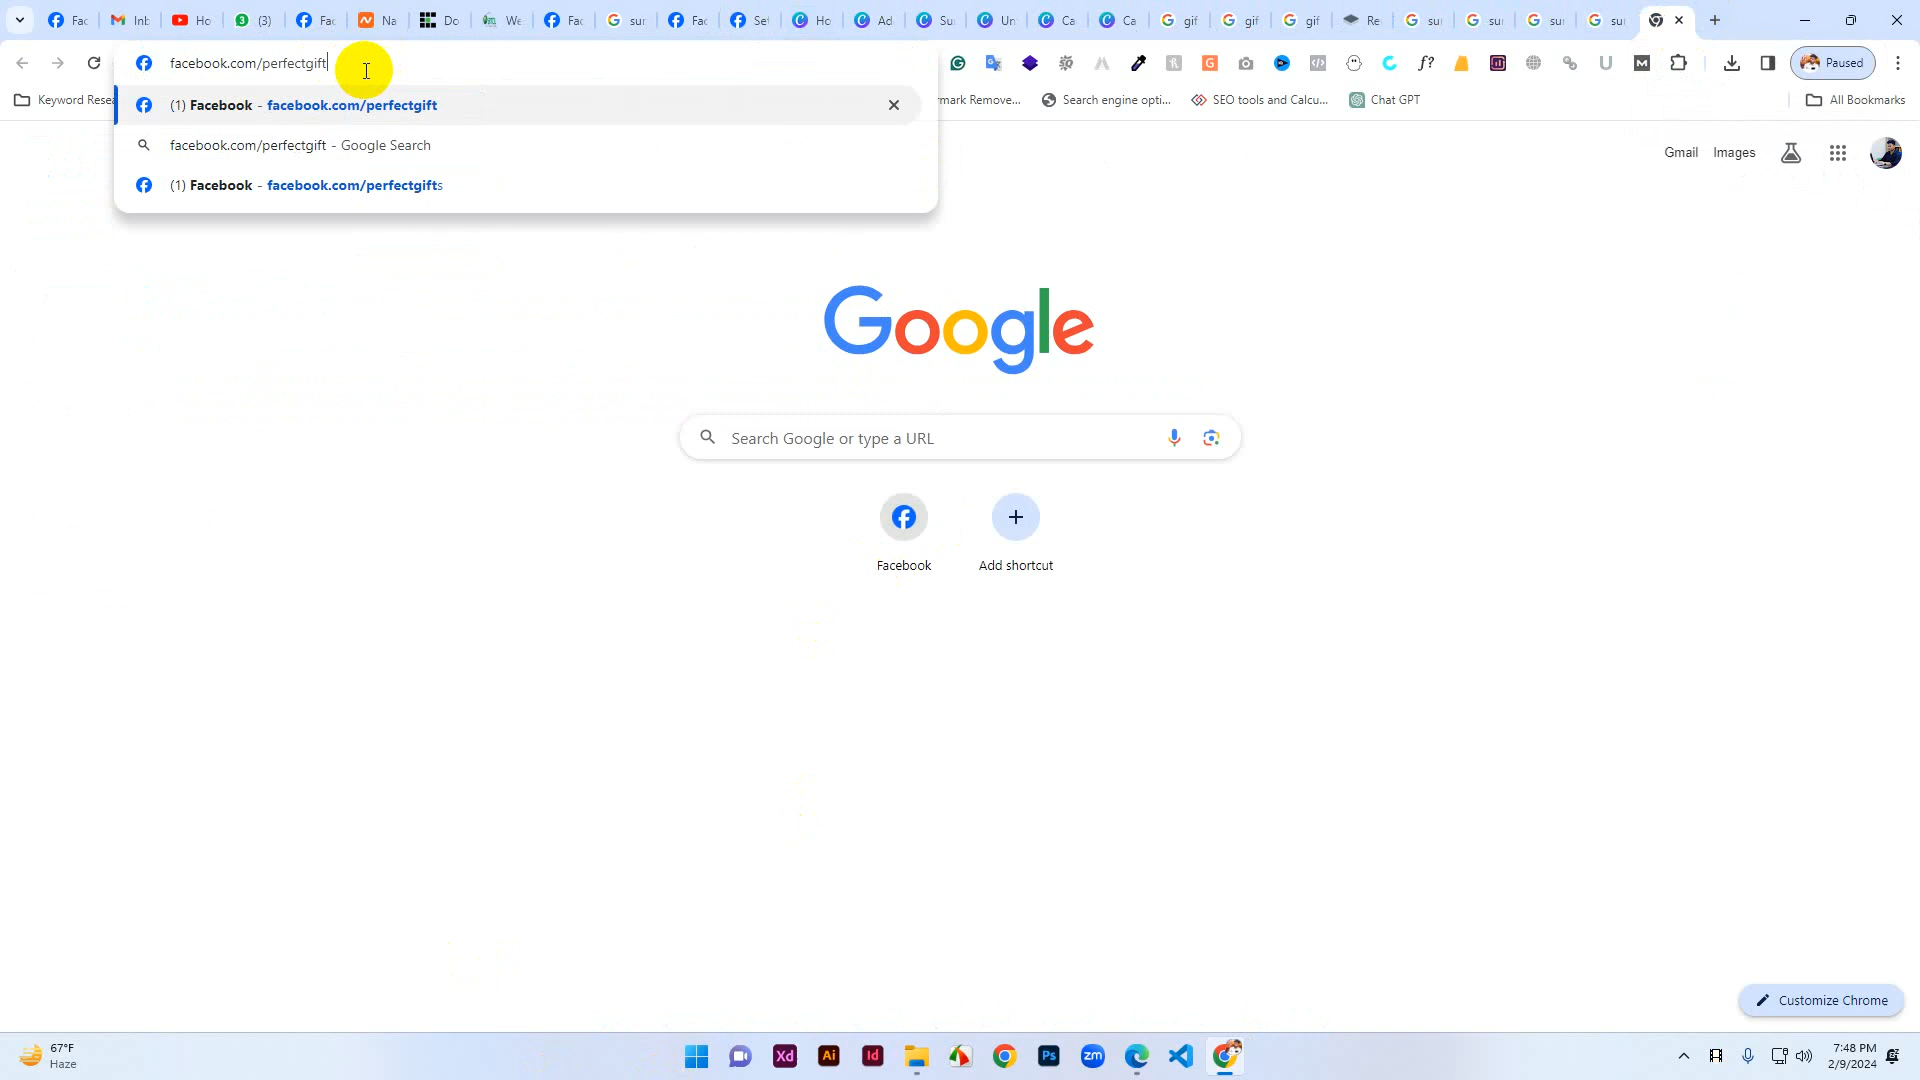 Fac Inb Ho (3) Fac Na Do We Fac sur Fac Set Ho Ad Su Un Ca Ca gif gif gif Re sur sur sur sur
facebook.com/perfectgift
Paused
(1) Facebook - facebook.com/perfectgift
facebook.com/perfectgift - Google Search
(1) Facebook - facebook.com/perfectgifts
Keyword Resea
mark Remove...
Search engine opti...
SEO tools and Calcu...
Chat GPT
All Bookmarks
Gmail
Images
Google
Search Google or type a URL
Facebook
Add shortcut
Customize Chrome
67°F
Haze
Xd
Ai
Id
Ps
zm
7:48 PM
2/9/2024